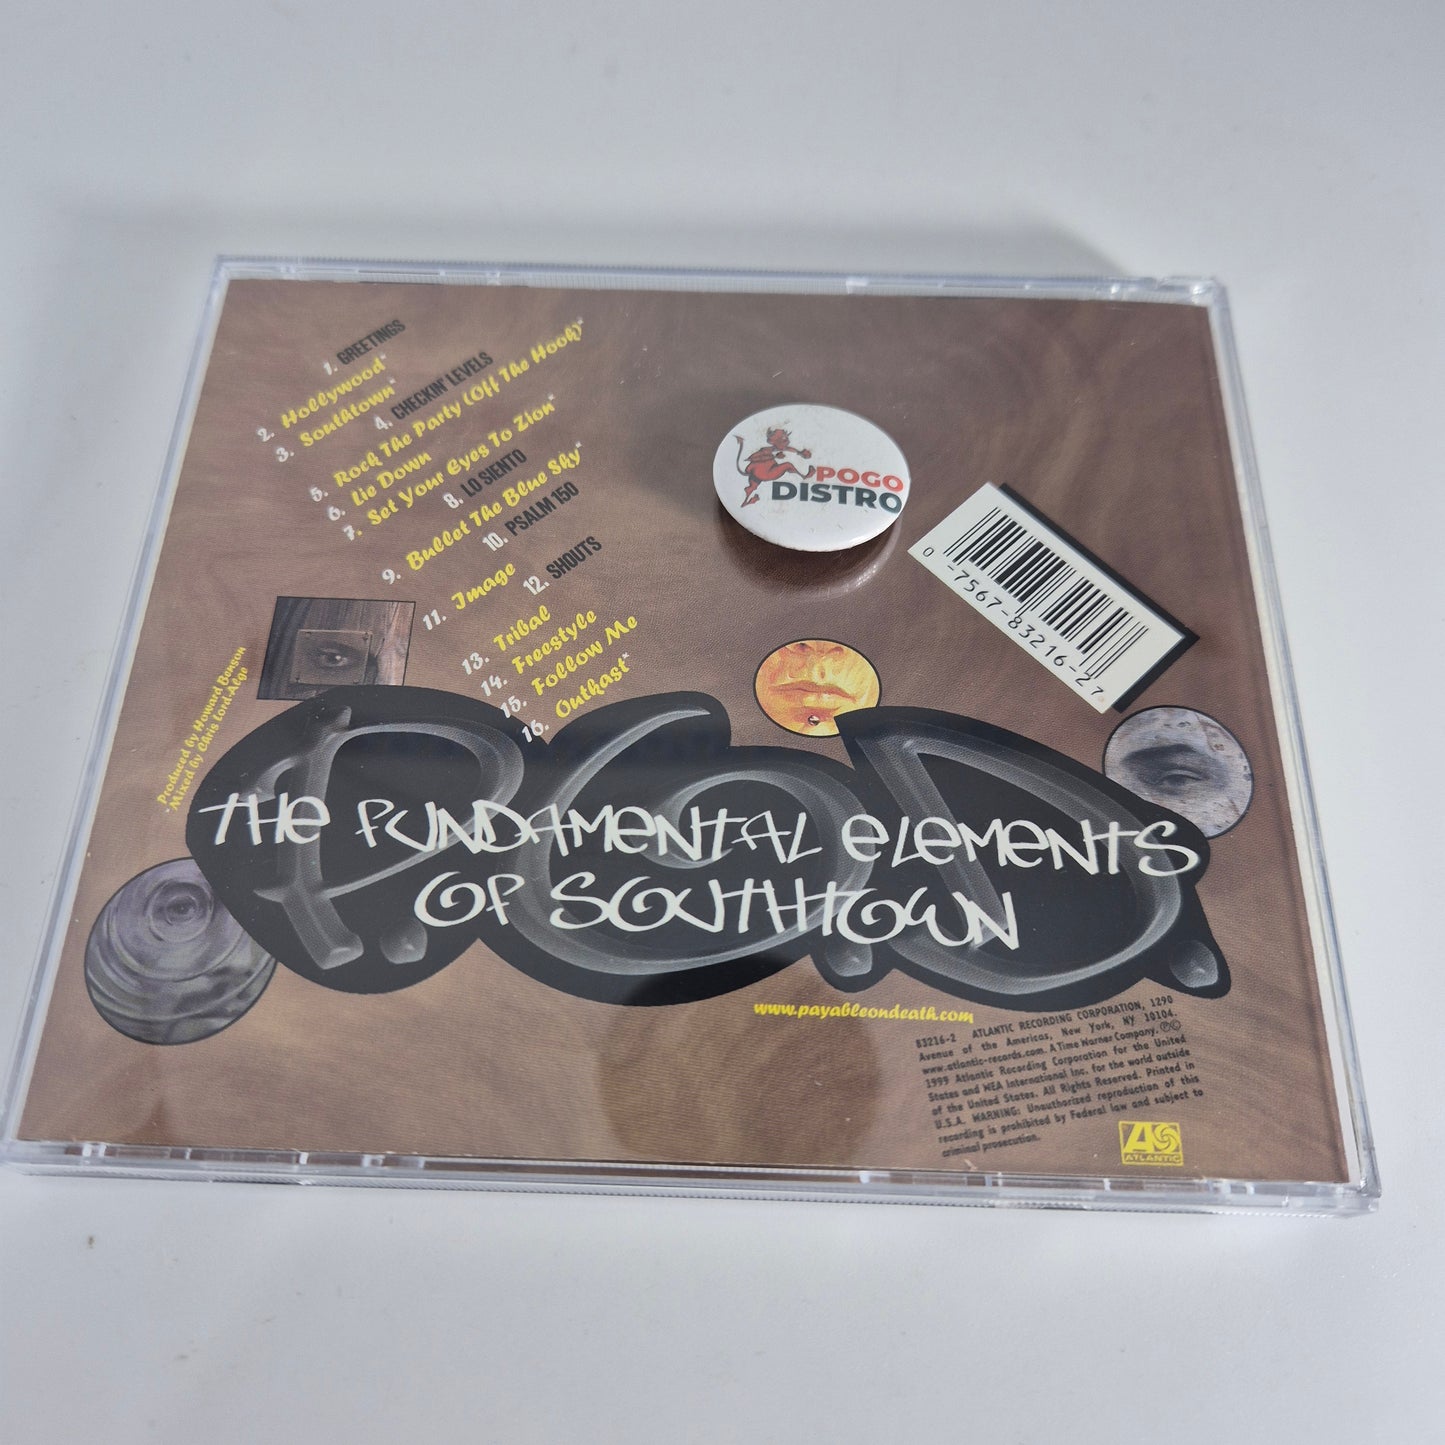 1. GREETINGS
2. Hollywood*
3. Southtown*
4. CHECKIN' LEVELS
5. Rock The Party (Off The Hook)*
6. Lie Down
7. Set Your Eyes To Zion*
8. LO SIENTO
9. Bullet The Blue Sky*
10. PSALM 150
11. Image
12. SHOUTS
13. Tribal
14. Freestyle
15. Follow Me
16. Outkast*
POGO
DISTRO
0 -7567-83216-2 7
Produced by Howard Benson
*Mixed by Chris Lord-Alge
P.O.D.
THE FUNDAMENTAL ELEMENTS
OF SOUTHTOWN
www.payableondeath.com
83216-2 ATLANTIC RECORDING CORPORATION, 1290
Avenue of the Americas, New York, NY 10104.
www.atlantic-records.com. A Time Warner Company. ℗©
1999 Atlantic Recording Corporation for the United
States and WEA International Inc. for the world outside
of the United States. All Rights Reserved. Printed in
U.S.A. WARNING: Unauthorized reproduction of this
recording is prohibited by Federal law and subject to
criminal prosecution.
ATLANTIC